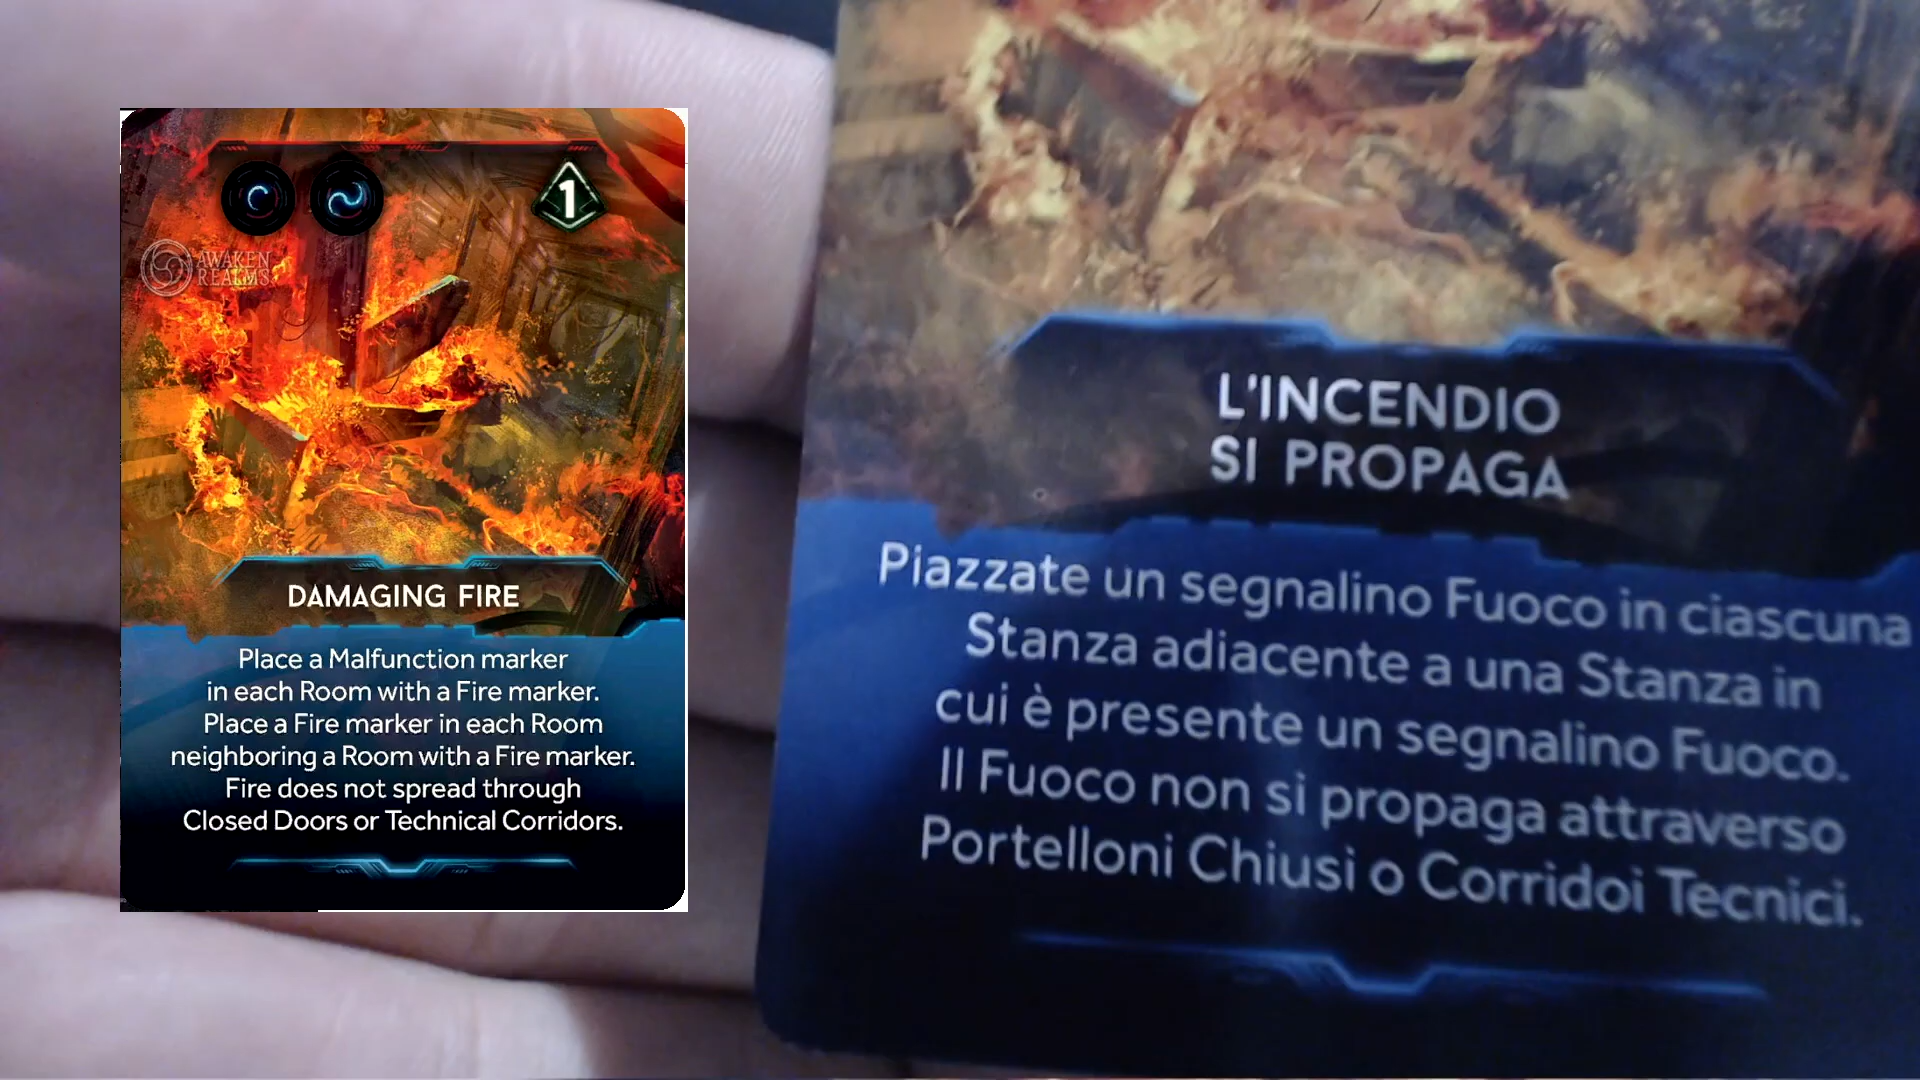 1
AWAKEN
REALMS
DAMAGING FIRE
Place a Malfunction marker
in each Room with a Fire marker.
Place a Fire marker in each Room
neighboring a Room with a Fire marker.
Fire does not spread through
Closed Doors or Technical Corridors.
L'INCENDIO
SI PROPAGA
Piazzate un segnalino Fuoco in ciascuna
Stanza adiacente a una Stanza in
cui è presente un segnalino Fuoco.
Il Fuoco non si propaga attraverso
Portelloni Chiusi o Corridoi Tecnici.